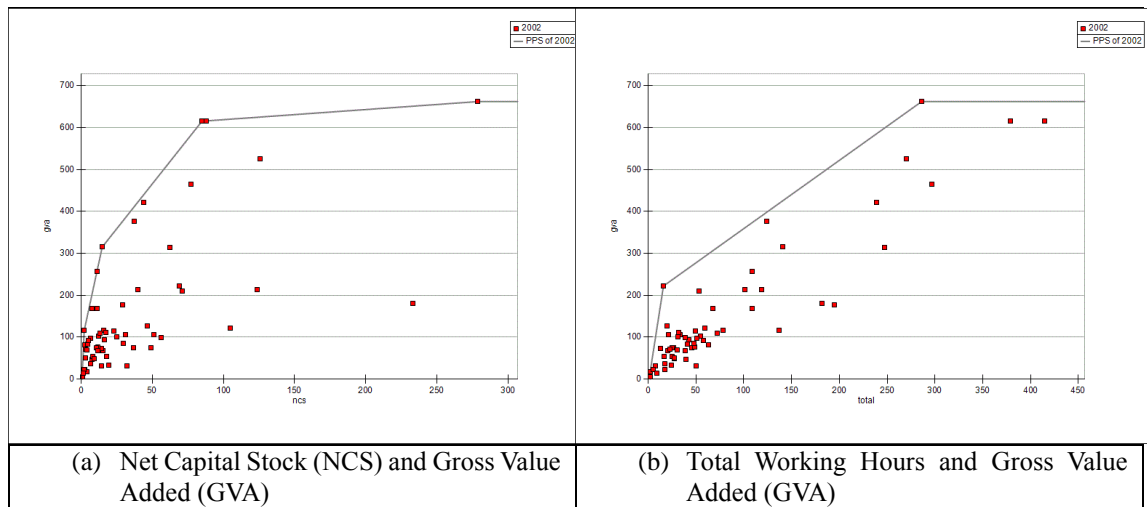 2002
PPS of 2002
700
600
500
400
300
200
100
0
gva
0 50 100 150 200 250 300
ncs
2002
PPS of 2002
700
600
500
400
300
200
100
0
gva
0 50 100 150 200 250 300 350 400 450
total
(a) Net Capital Stock (NCS) and Gross Value
Added (GVA)
(b) Total Working Hours and Gross Value
Added (GVA)